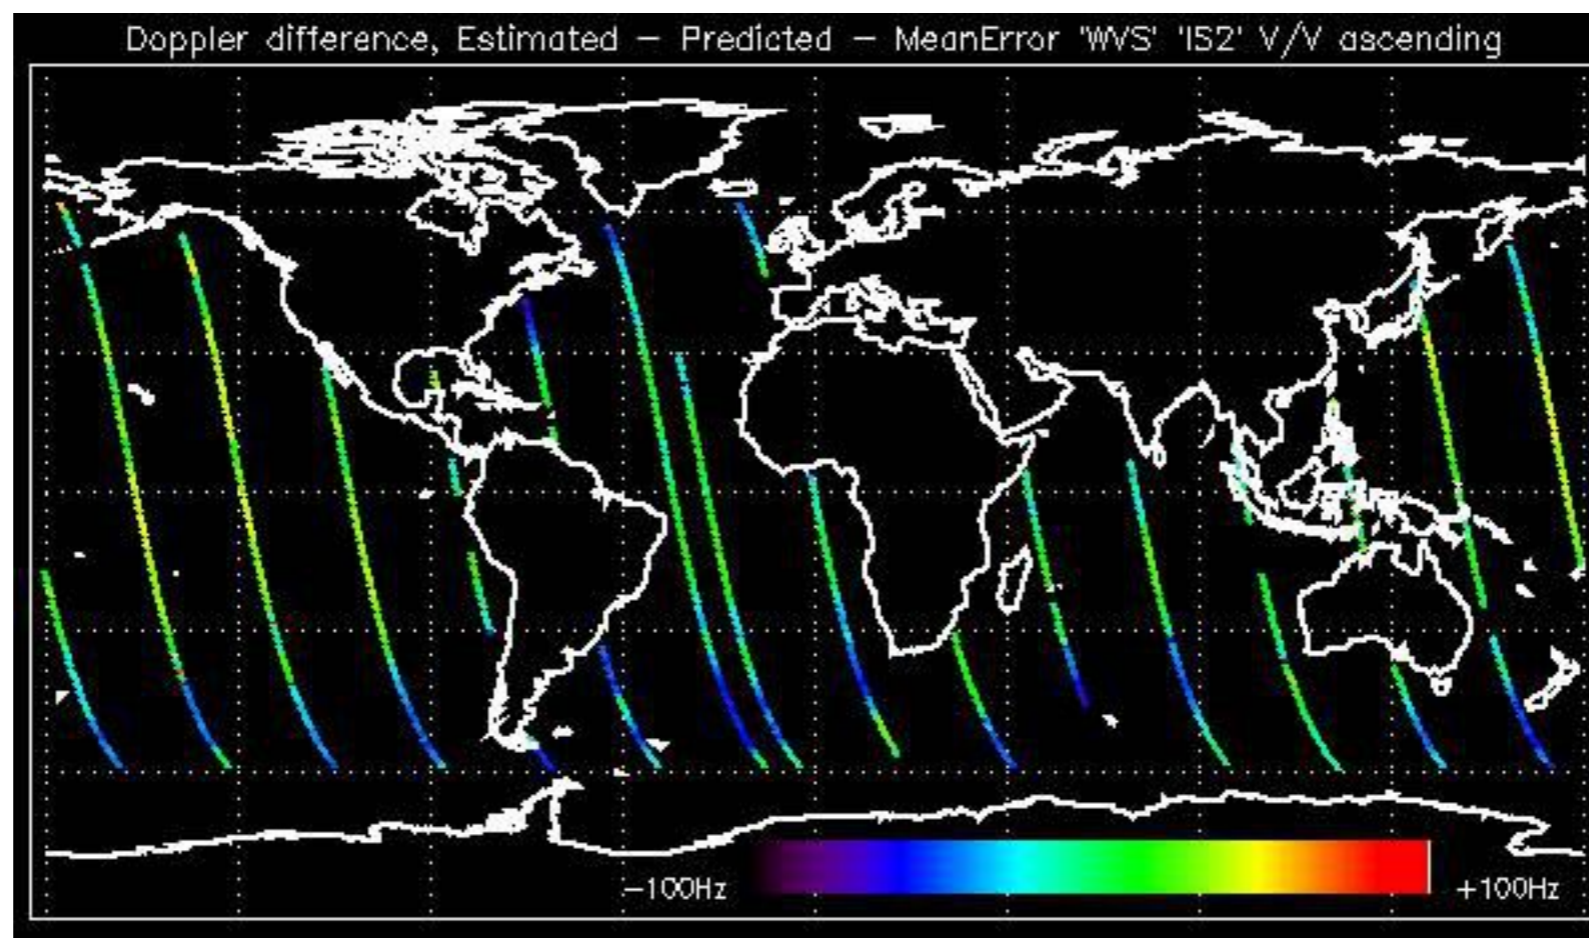 Doppler difference, Estimated – Predicted – MeanError 'WVS' 'IS2' V/V ascending
−100Hz +100Hz